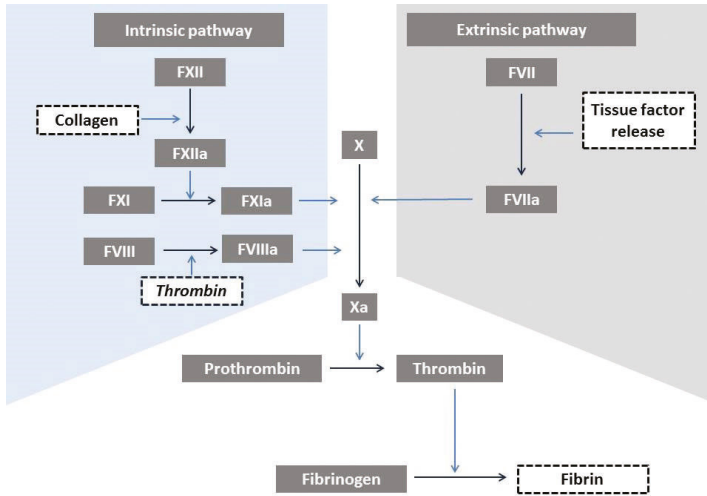 Intrinsic pathway
Extrinsic pathway
FXII
FVII
Collagen
Tissue factor
release
FXIIa
X
FXI
FXIa
FVIIa
FVIII
FVIIIa
Thrombin
Xa
Prothrombin
Thrombin
Fibrinogen
Fibrin